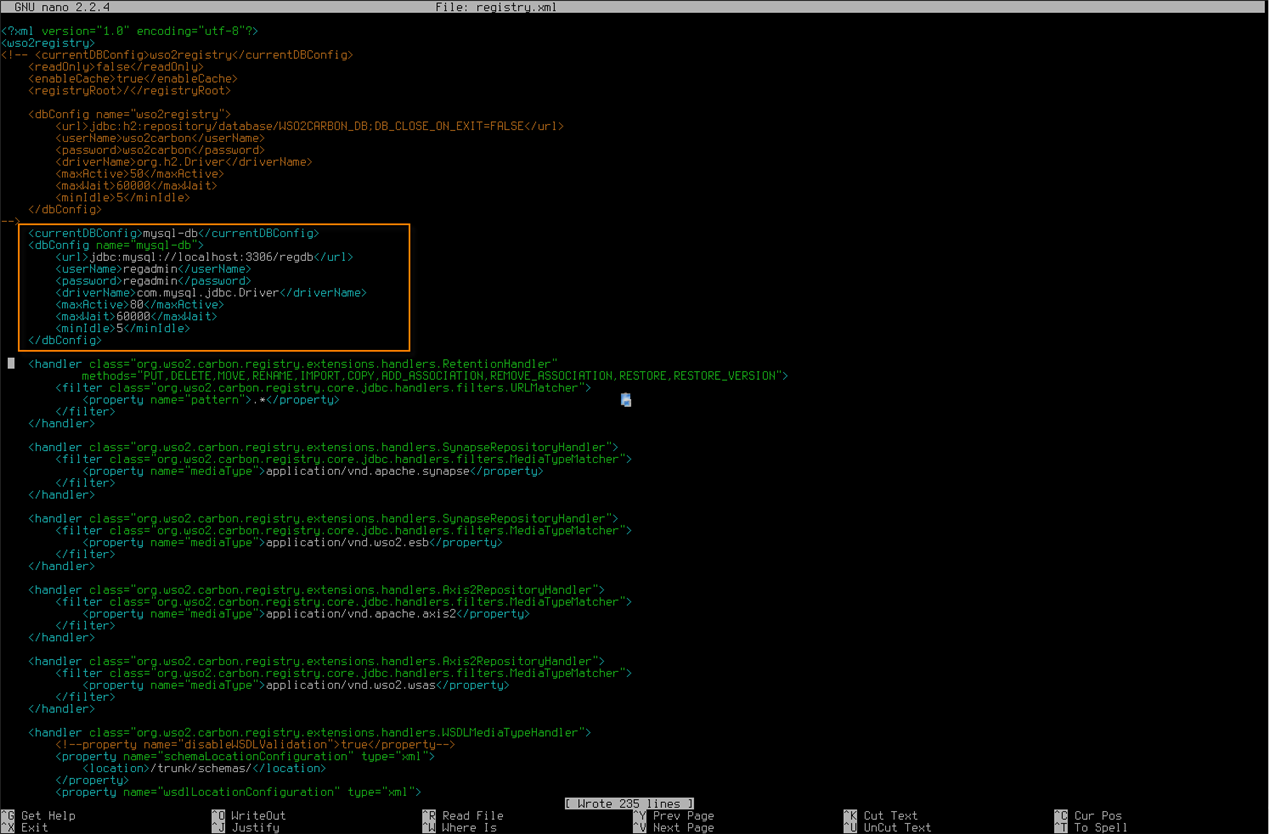 GNU nano 2.2.4 File: registry.xml
<?xml version="1.0" encoding="utf-8"?>
<wso2registry>
<!-- <currentDBConfig>wso2registry</currentDBConfig>
    <readOnly>false</readOnly>
    <enableCache>true</enableCache>
    <registryRoot>/</registryRoot>
    <dbConfig name="wso2registry">
        <url>jdbc:h2:repository/database/WSO2CARBON_DB;DB_CLOSE_ON_EXIT=FALSE</url>
        <userName>wso2carbon</userName>
        <password>wso2carbon</password>
        <driverName>org.h2.Driver</driverName>
        <maxActive>50</maxActive>
        <maxWait>60000</maxWait>
        <minIdle>5</minIdle>
    </dbConfig>
-->
    <currentDBConfig>mysql-db</currentDBConfig>
    <dbConfig name="mysql-db">
        <url>jdbc:mysql://localhost:3306/regdb</url>
        <userName>regadmin</userName>
        <password>regadmin</password>
        <driverName>com.mysql.jdbc.Driver</driverName>
        <maxActive>80</maxActive>
        <maxWait>60000</maxWait>
        <minIdle>5</minIdle>
    </dbConfig>
    <handler class="org.wso2.carbon.registry.extensions.handlers.RetentionHandler"
            methods="PUT,DELETE,MOVE,RENAME,IMPORT,COPY,ADD_ASSOCIATION,REMOVE_ASSOCIATION,RESTORE,RESTORE_VERSION">
        <filter class="org.wso2.carbon.registry.core.jdbc.handlers.filters.URLMatcher">
            <property name="pattern">.*</property>
        </filter>
    </handler>
    <handler class="org.wso2.carbon.registry.extensions.handlers.SynapseRepositoryHandler">
        <filter class="org.wso2.carbon.registry.core.jdbc.handlers.filters.MediaTypeMatcher">
            <property name="mediaType">application/vnd.apache.synapse</property>
        </filter>
    </handler>
    <handler class="org.wso2.carbon.registry.extensions.handlers.SynapseRepositoryHandler">
        <filter class="org.wso2.carbon.registry.core.jdbc.handlers.filters.MediaTypeMatcher">
            <property name="mediaType">application/vnd.wso2.esb</property>
        </filter>
    </handler>
    <handler class="org.wso2.carbon.registry.extensions.handlers.Axis2RepositoryHandler">
        <filter class="org.wso2.carbon.registry.core.jdbc.handlers.filters.MediaTypeMatcher">
            <property name="mediaType">application/vnd.apache.axis2</property>
        </filter>
    </handler>
    <handler class="org.wso2.carbon.registry.extensions.handlers.Axis2RepositoryHandler">
        <filter class="org.wso2.carbon.registry.core.jdbc.handlers.filters.MediaTypeMatcher">
            <property name="mediaType">application/vnd.wso2.wsas</property>
        </filter>
    </handler>
    <handler class="org.wso2.carbon.registry.extensions.handlers.WSDLMediaTypeHandler">
        <!--property name="disableWSDLValidation">true</property-->
        <property name="schemaLocationConfiguration" type="xml">
            <location>/trunk/schemas/</location>
        </property>
        <property name="wsdlLocationConfiguration" type="xml">
[ Wrote 235 lines ]
^G Get Help ^O WriteOut ^R Read File ^Y Prev Page ^K Cut Text ^C Cur Pos
^X Exit ^J Justify ^W Where Is ^V Next Page ^U UnCut Text ^T To Spell